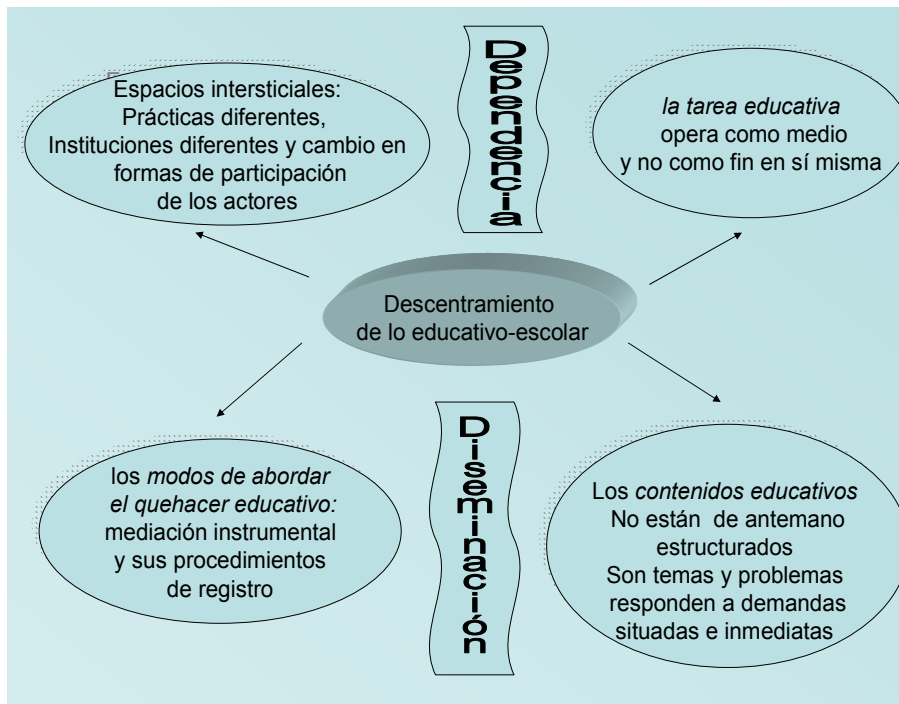 Espacios intersticiales:
Prácticas diferentes,
Instituciones diferentes y cambio en
formas de participación
de los actores
Dependencia
la tarea educativa
opera como medio
y no como fin en sí misma
Descentramiento
de lo educativo-escolar
los modos de abordar
el quehacer educativo:
mediación instrumental
y sus procedimientos
de registro
Diseminación
Los contenidos educativos
No están de antemano
estructurados
Son temas y problemas
responden a demandas
situadas e inmediatas